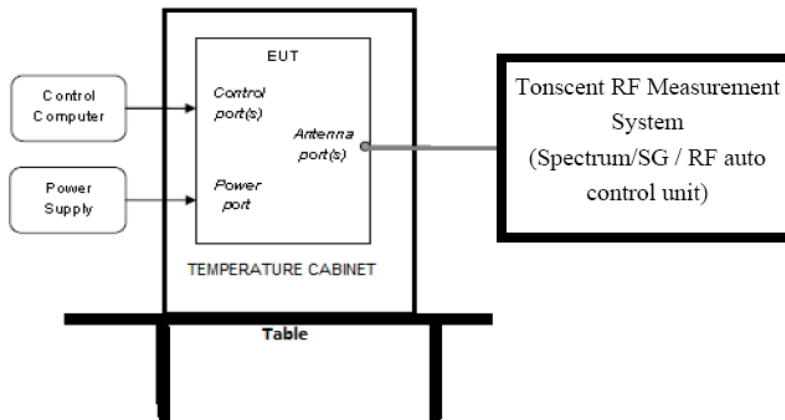 EUT
Control
Computer
Control
port(s)
Antenna
port(s)
Power
Supply
Power
port
Tonscent RF Measurement
System
(Spectrum/SG / RF auto
control unit)
TEMPERATURE CABINET
Table